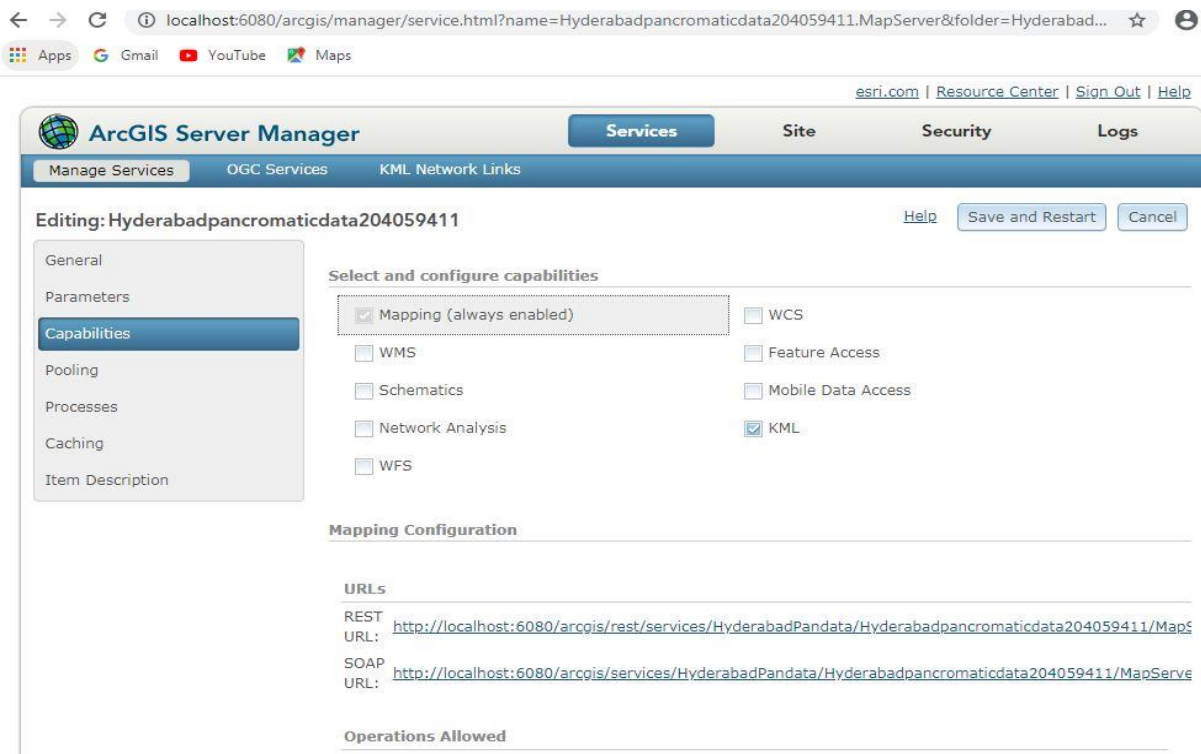 localhost:6080/arcgis/manager/service.html?name=Hyderabadpancromaticdata204059411.MapServer&folder=Hyderabad...
Apps Gmail YouTube Maps
esri.com | Resource Center | Sign Out | Help
ArcGIS Server Manager Services Site Security Logs
Manage Services OGC Services KML Network Links
Editing: Hyderabadpancromaticdata204059411 Help Save and Restart Cancel
General
Parameters
Capabilities
Pooling
Processes
Caching
Item Description
Select and configure capabilities
Mapping (always enabled) WCS
WMS Feature Access
Schematics Mobile Data Access
Network Analysis KML
WFS
Mapping Configuration
URLs
REST URL: http://localhost:6080/arcgis/rest/services/HyderabadPandata/Hyderabadpancromaticdata204059411/MapS
SOAP URL: http://localhost:6080/arcgis/services/HyderabadPandata/Hyderabadpancromaticdata204059411/MapServe
Operations Allowed